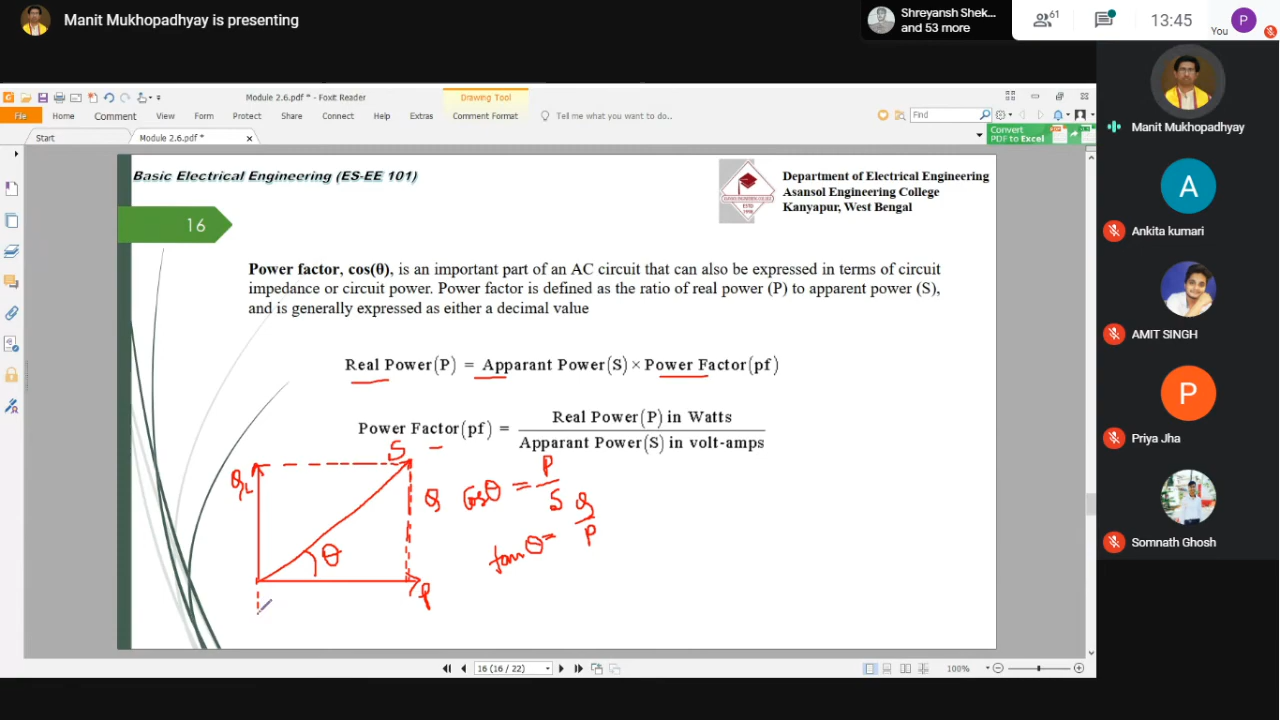 Manit Mukhopadhyay is presenting
Shreyansh Shek...
and 53 more
61
13:45
You
P
Module 2.6.pdf * - Foxit Reader
Drawing Tool
File
Home
Comment
View
Form
Protect
Share
Connect
Help
Extras
Comment Format
Tell me what you want to do..
Find
Start
Module 2.6.pdf *
Convert
PDF to Excel
Basic Electrical Engineering (ES-EE 101)
Department of Electrical Engineering
Asansol Engineering College
Kanyapur, West Bengal
16
Power factor, cos(θ), is an important part of an AC circuit that can also be expressed in terms of circuit
impedance or circuit power. Power factor is defined as the ratio of real power (P) to apparent power (S),
and is generally expressed as either a decimal value
Real Power(P) = Apparant Power(S) × Power Factor(pf)
Power Factor(pf) = Real Power(P) in Watts
Apparant Power(S) in volt-amps
S
Q
cosθ = P
S
tanθ = Q
P
θ
P
16 (16 / 22)
100%
Manit Mukhopadhyay
A
Ankita kumari
AMIT SINGH
P
Priya Jha
Somnath Ghosh